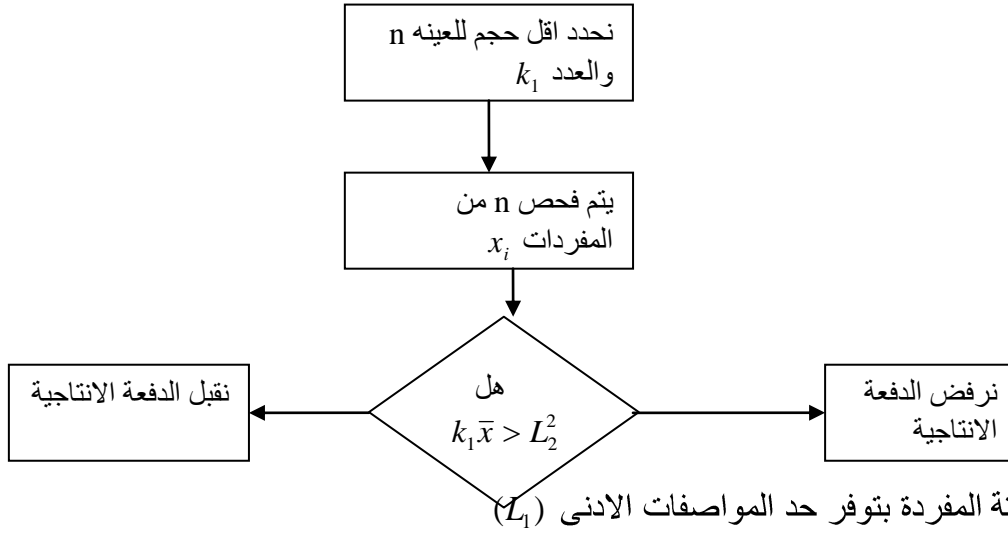 نحدد اقل حجم للعينه n
والعدد k₁
يتم فحص n من
المفردات xᵢ
هل
k₁x̄ > L₂²
نرفض الدفعة
الانتاجية
نقبل الدفعة الانتاجية
المفردة بتوفر حد المواصفات الادنى (L₁)